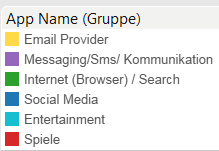 App Name (Gruppe)
Email Provider
Messaging/Sms/ Kommunikation
Internet (Browser) / Search
Social Media
Entertainment
Spiele